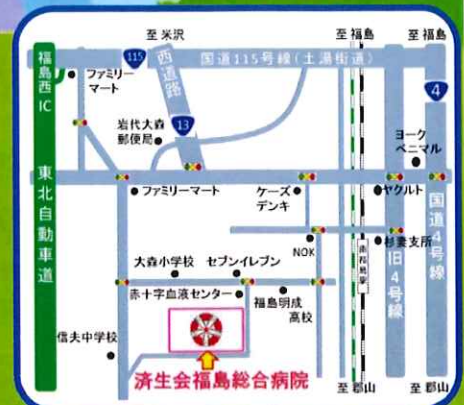 至 米沢
至 福島
至 福島
福島
西IC
ファミリー
マート
115
西道路
国道115号線(土湯街道)
4
岩代大森
郵便局
13
ヨーク
ベニマル
東北自動車道
ファミリーマート
ケーズ
デンキ
ヤクルト
国道4号線
NOK
杉妻支所
南福島駅
旧4号線
大森小学校
セブンイレブン
赤十字血液センター
福島明成
高校
信夫中学校
済生会福島総合病院
至 郡山
至 郡山